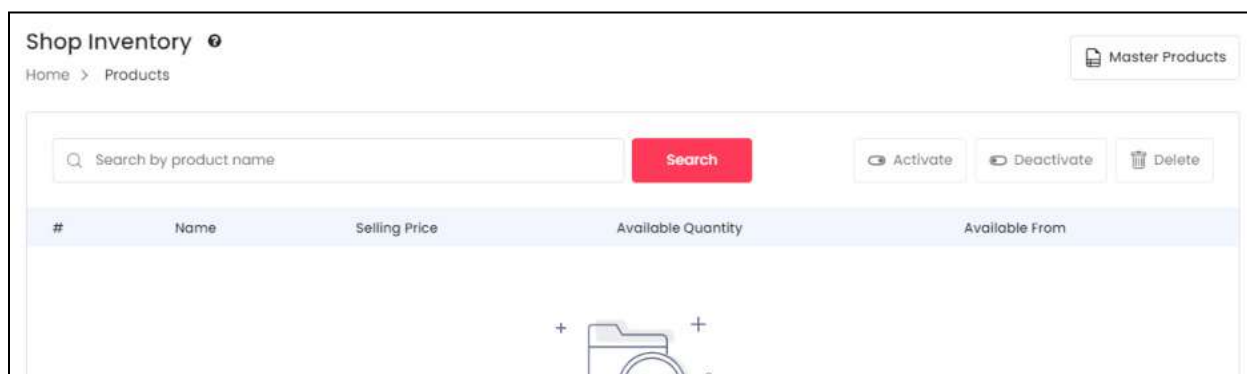 Shop Inventory
Master Products
Home > Products
Search by product name Search Activate Deactivate Delete
# Name Selling Price Available Quantity Available From